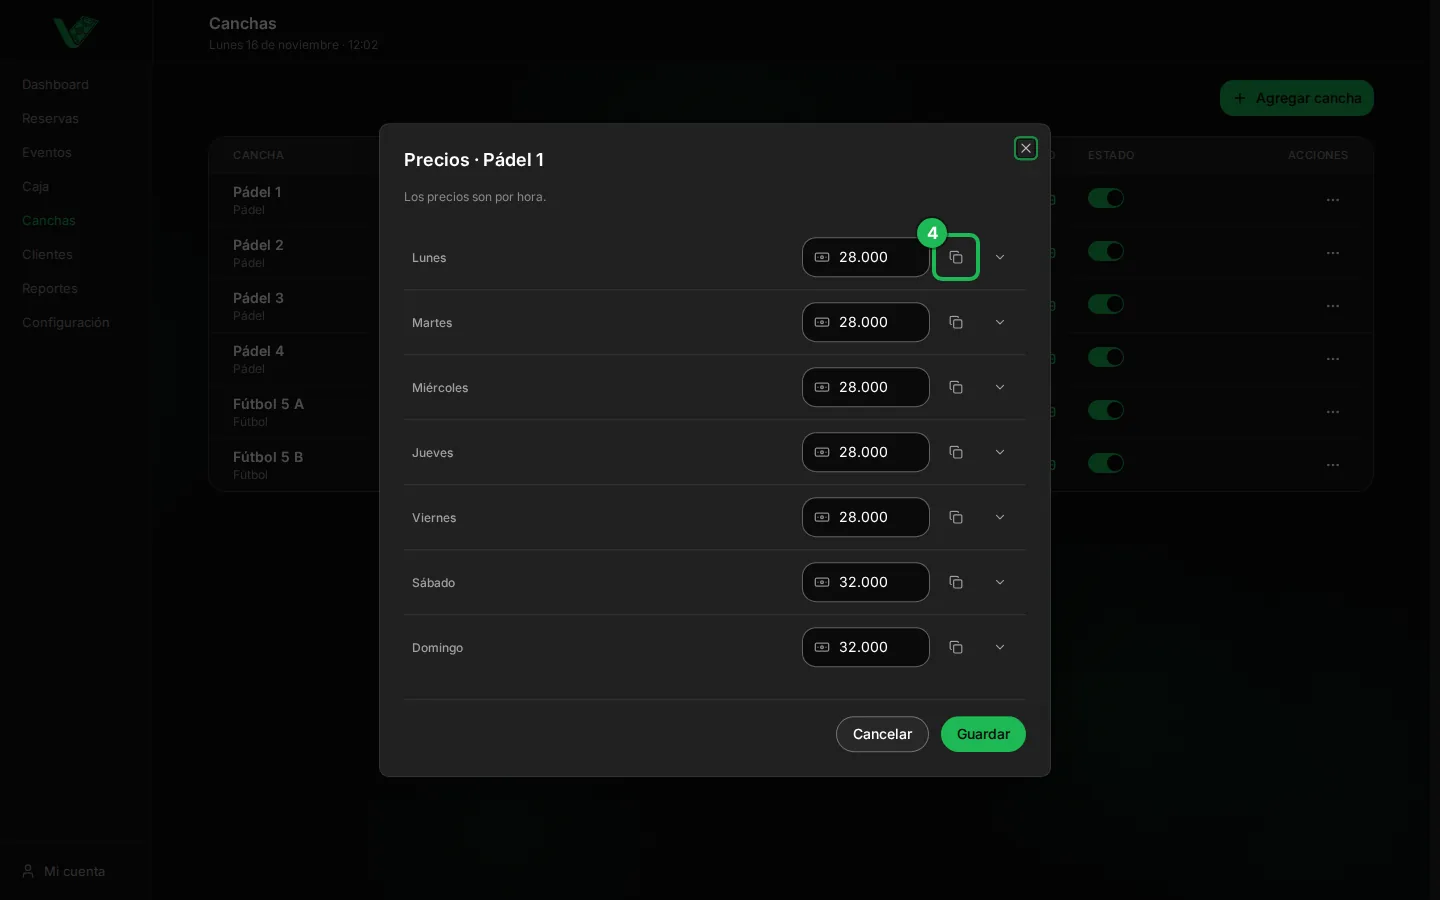 Canchas
Lunes 16 de noviembre · 12:02
Dashboard
Reservas
Eventos
Caja
Canchas
Clientes
Reportes
Configuración
Mi cuenta
+ Agregar cancha
CANCHA
ESTADO
ACCIONES
Pádel 1
Pádel
Pádel 2
Pádel
Pádel 3
Pádel
Pádel 4
Pádel
Fútbol 5 A
Fútbol
Fútbol 5 B
Fútbol
Precios · Pádel 1
Los precios son por hora.
4
Lunes 28.000
Martes 28.000
Miércoles 28.000
Jueves 28.000
Viernes 28.000
Sábado 32.000
Domingo 32.000
Cancelar Guardar